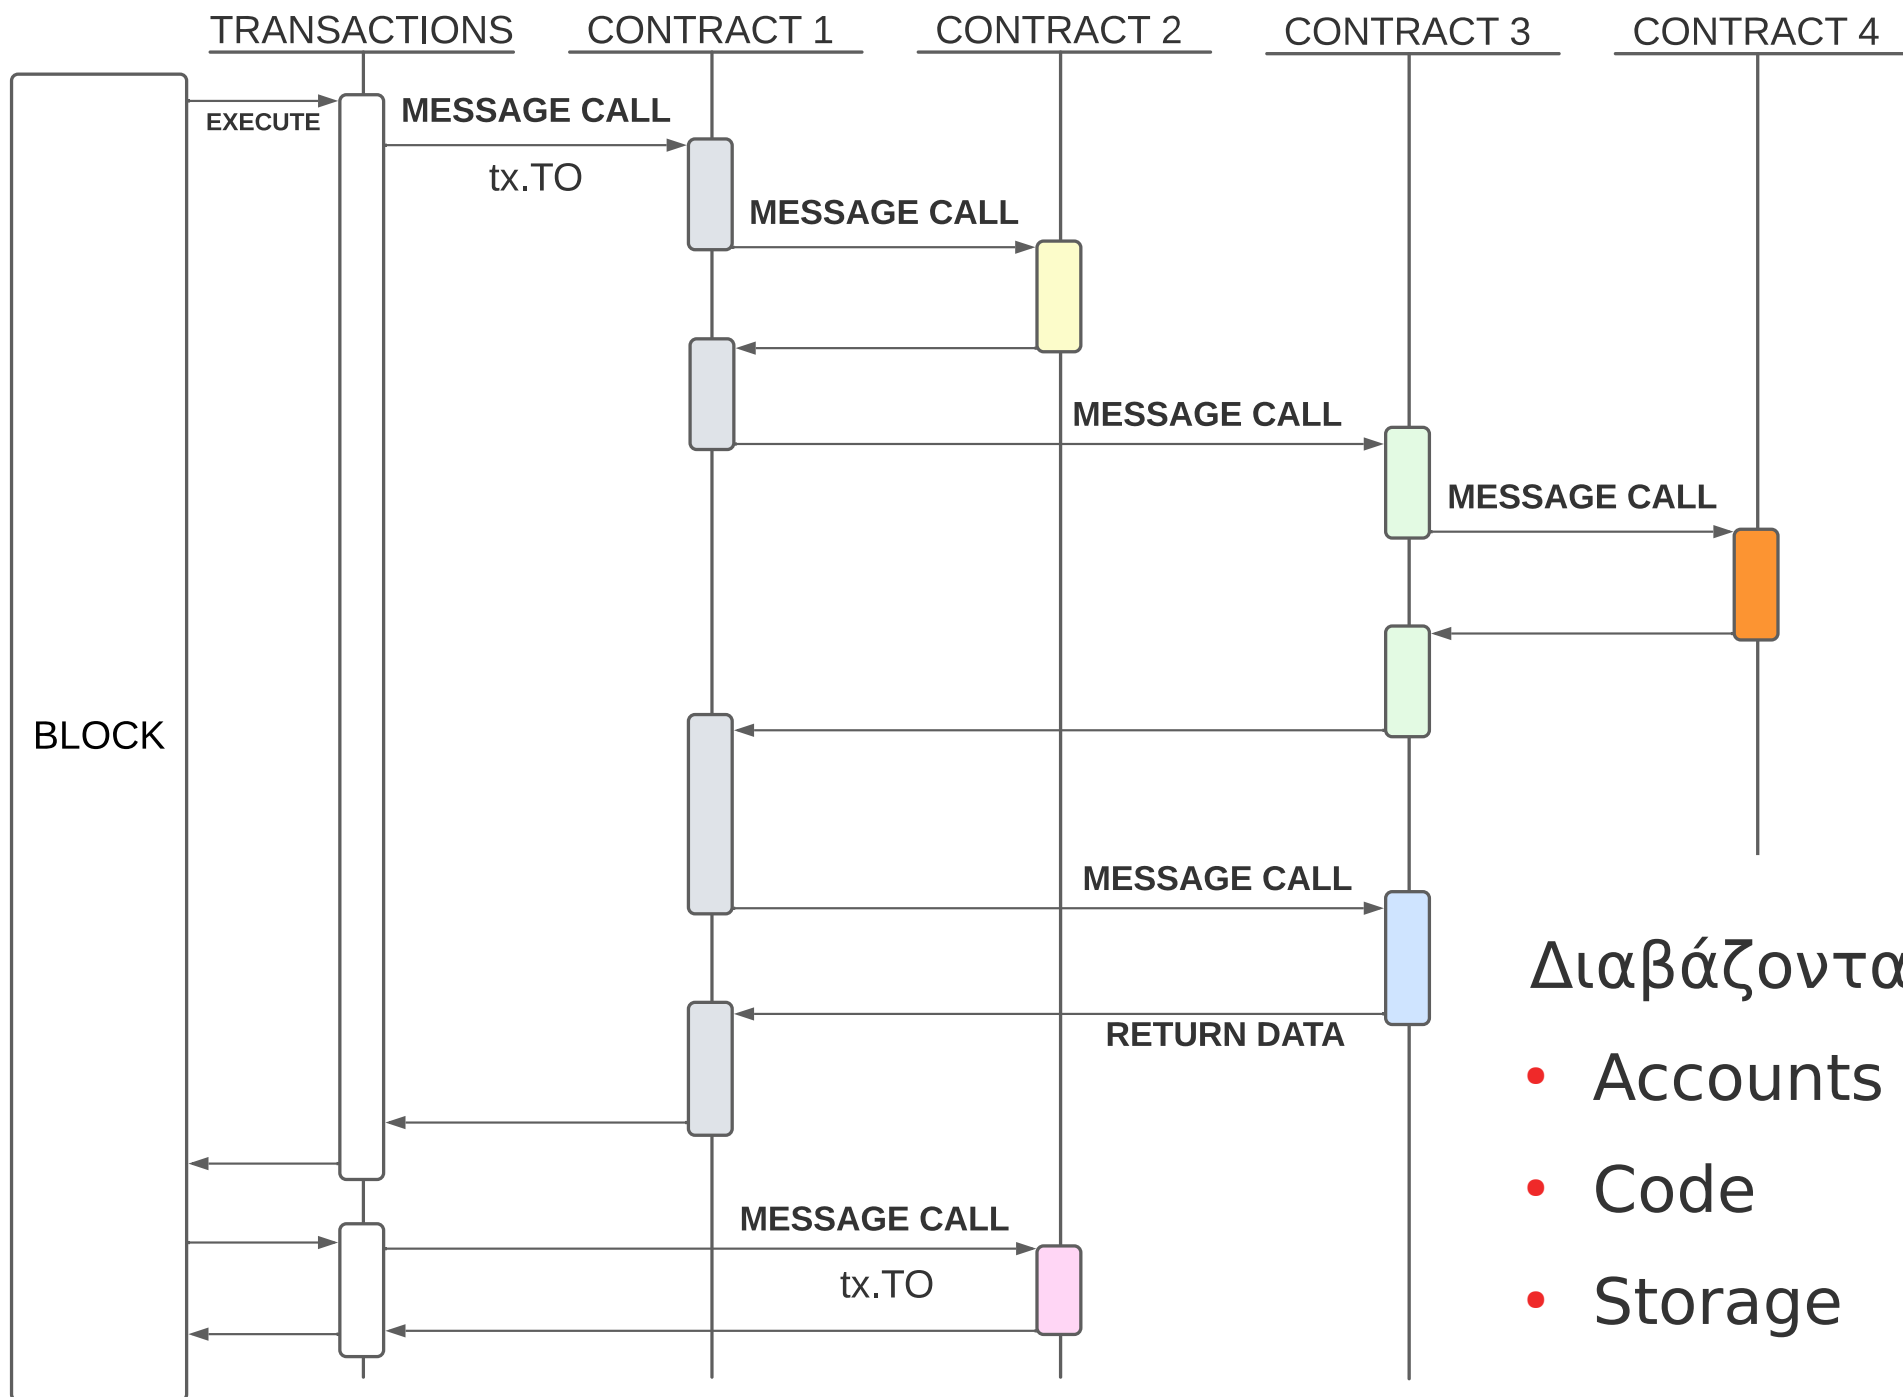 TRANSACTIONS
CONTRACT 1
CONTRACT 2
CONTRACT 3
CONTRACT 4
EXECUTE
MESSAGE CALL
tx.TO
MESSAGE CALL
MESSAGE CALL
MESSAGE CALL
BLOCK
MESSAGE CALL
RETURN DATA
MESSAGE CALL
tx.TO
Διαβάζοντα
• Accounts
• Code
• Storage